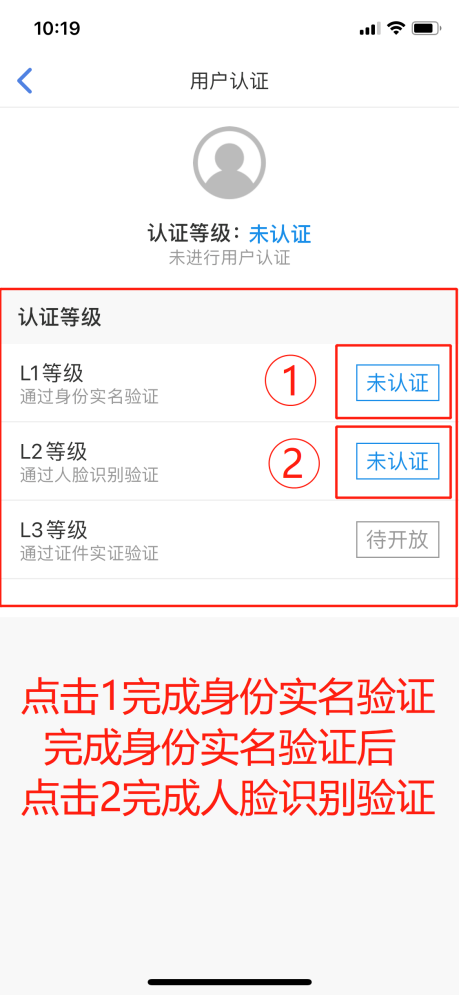 10:19
用户认证
认证等级：未认证
未进行用户认证
认证等级
L1等级
通过身份实名验证
1
未认证
L2等级
通过人脸识别验证
2
未认证
L3等级
通过证件实证验证
待开放
点击1完成身份实名验证
完成身份实名验证后
点击2完成人脸识别验证